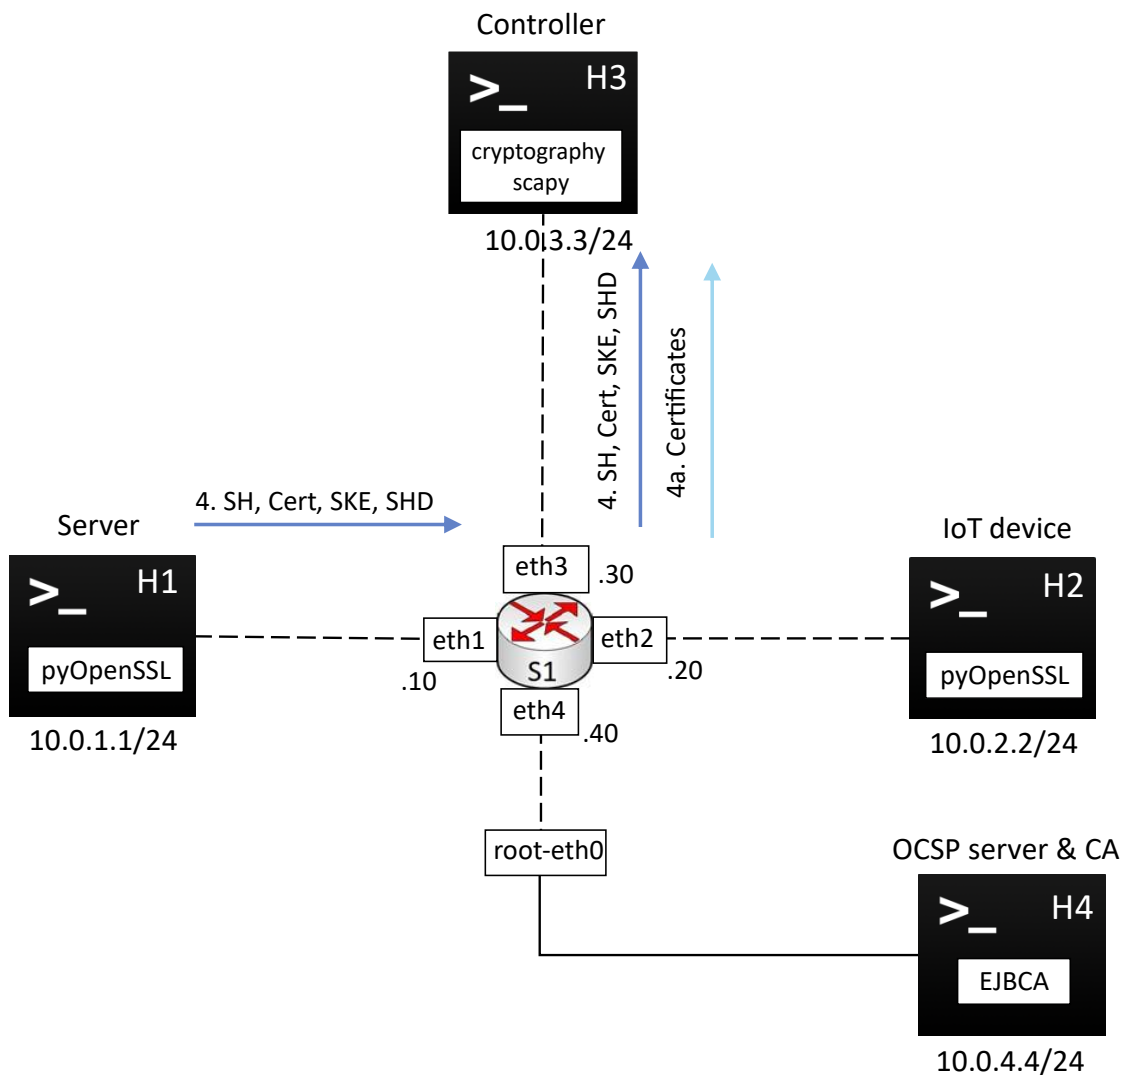 Controller
>_ H3
cryptography
scapy
10.0.3.3/24
4. SH, Cert, SKE, SHD
4a. Certificates
4. SH, Cert, SKE, SHD
Server
>_ H1
pyOpenSSL
10.0.1.1/24
IoT device
>_ H2
pyOpenSSL
10.0.2.2/24
eth3
.30
eth1
.10
eth2
.20
S1
eth4
.40
root-eth0
OCSP server & CA
>_ H4
EJBCA
10.0.4.4/24